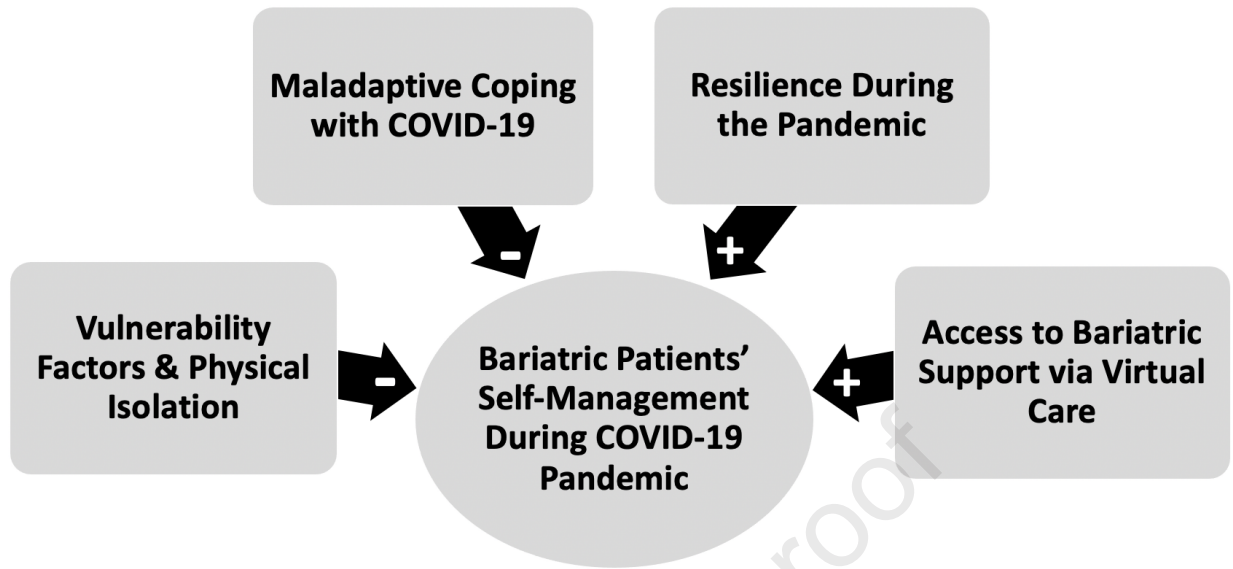 Maladaptive Coping
with COVID-19
Resilience During
the Pandemic
-
+
Vulnerability
Factors & Physical
Isolation
-
Bariatric Patients’
Self-Management
During COVID-19
Pandemic
+
Access to Bariatric
Support via Virtual
Care
roof